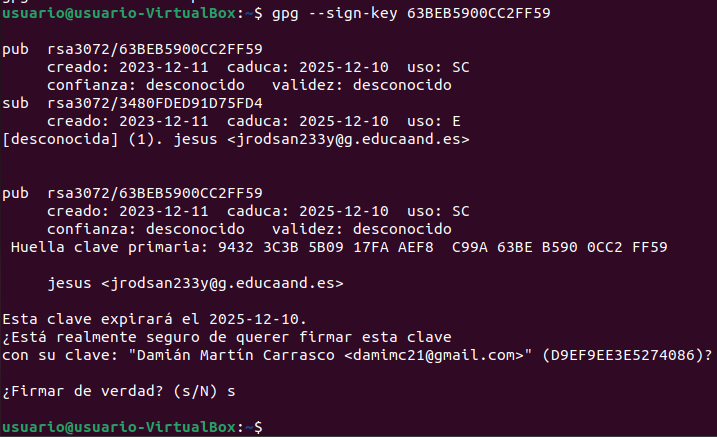 usuario@usuario-VirtualBox:~$ gpg --sign-key 63BEB5900CC2FF59
pub  rsa3072/63BEB5900CC2FF59
     creado: 2023-12-11  caduca: 2025-12-10  uso: SC
     confianza: desconocido   validez: desconocido
sub  rsa3072/3480FDED91D75FD4
     creado: 2023-12-11  caduca: 2025-12-10  uso: E
[desconocida] (1). jesus <jrodsan233y@g.educaand.es>
pub  rsa3072/63BEB5900CC2FF59
     creado: 2023-12-11  caduca: 2025-12-10  uso: SC
     confianza: desconocido   validez: desconocido
 Huella clave primaria: 9432 3C3B 5B09 17FA AEF8  C99A 63BE B590 0CC2 FF59
     jesus <jrodsan233y@g.educaand.es>
Esta clave expirará el 2025-12-10.
¿Está realmente seguro de querer firmar esta clave
con su clave: "Damián Martín Carrasco <damimc21@gmail.com>" (D9EF9EE3E5274086)?
¿Firmar de verdad? (s/N) s
usuario@usuario-VirtualBox:~$